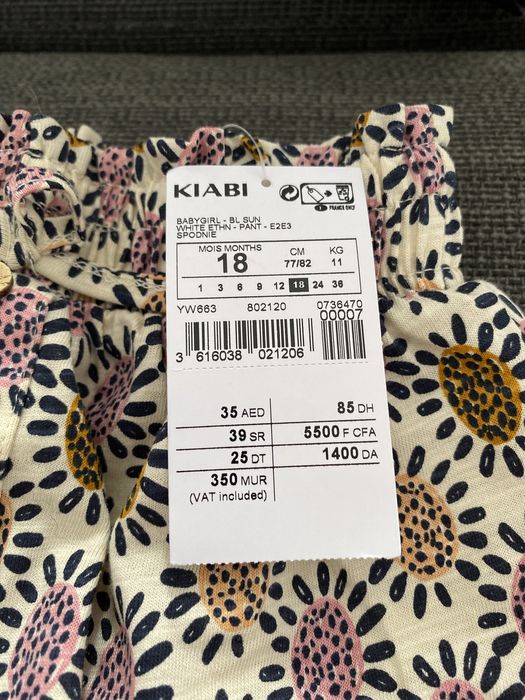 KIABI
FRANCE ONLY
BABYGIRL - BL SUN
WHITE ETHN - PANT - E2E3
SPODNIE
MOIS MONTHS CM KG
18 77/82 11
1 3 6 9 12 18 24 36
YW663 802120 0736470
00007
3 616038 021206
35 AED 85 DH
39 SR 5500 F CFA
25 DT 1400 DA
350 MUR
(VAT included)